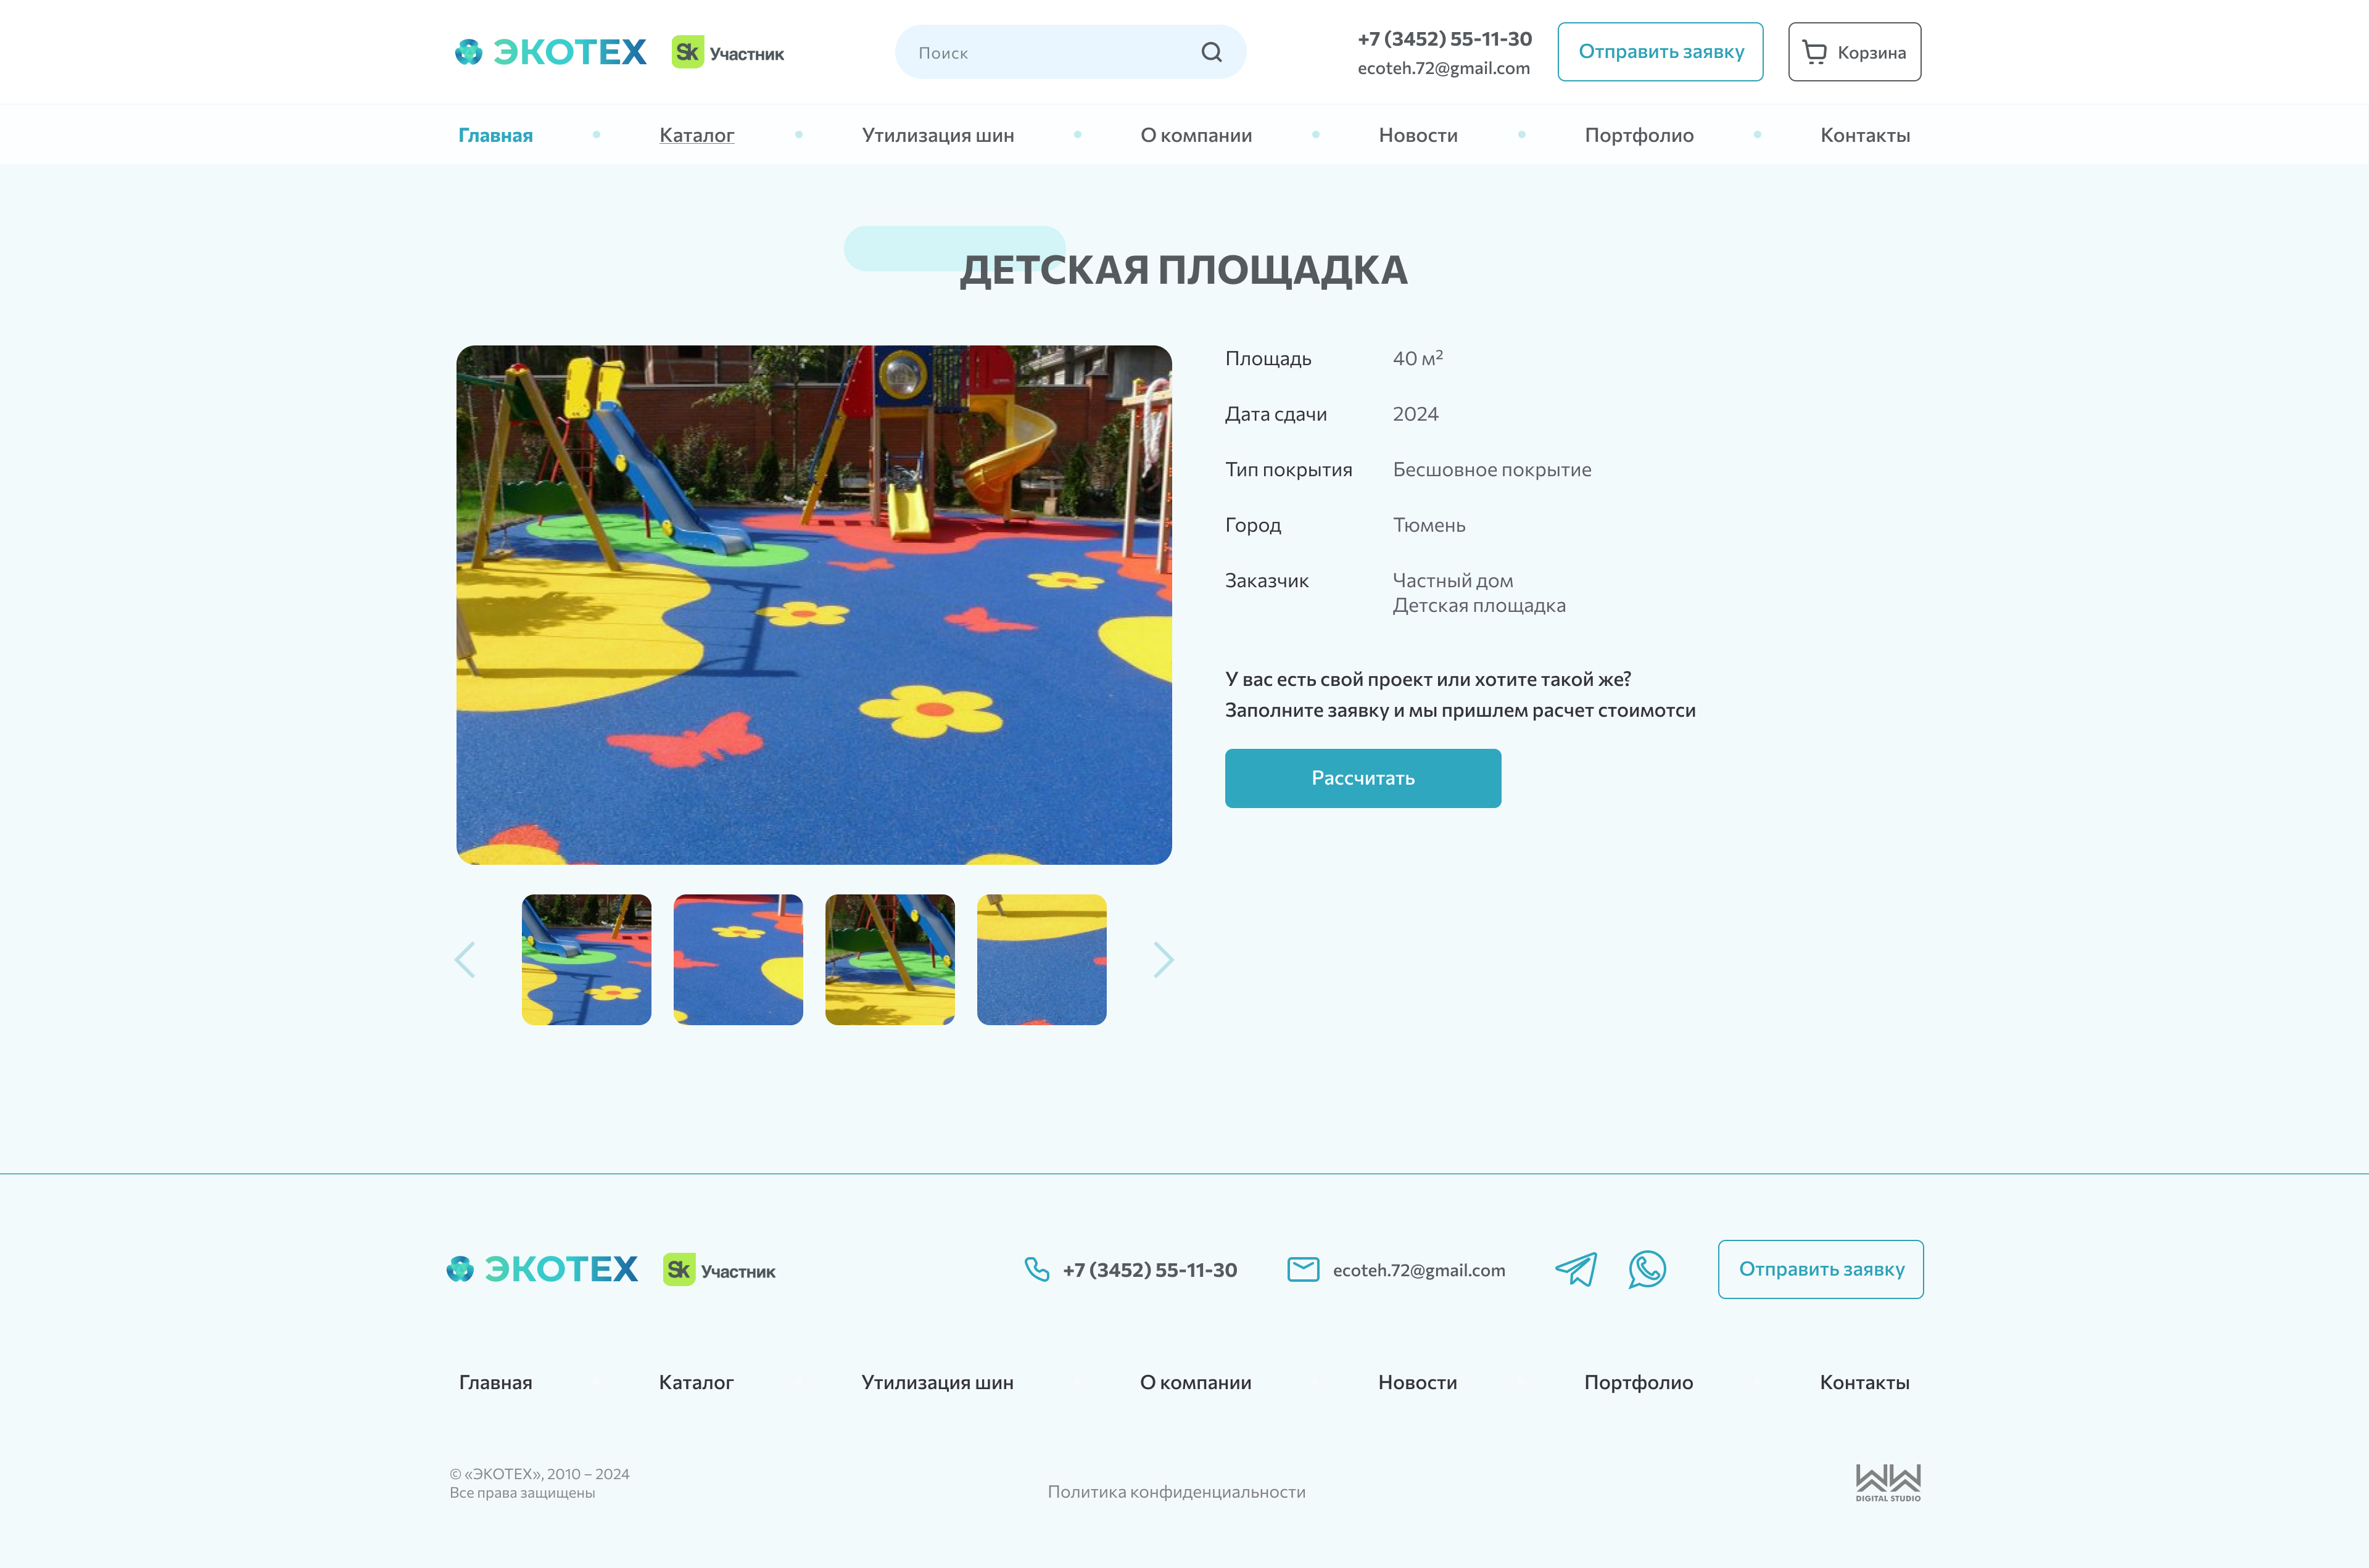 ЭКОТЕХ
Sk Участник
Поиск
+7 (3452) 55-11-30
ecoteh.72@gmail.com
Отправить заявку
Корзина
Главная
Каталог
Утилизация шин
О компании
Новости
Портфолио
Контакты
ДЕТСКАЯ ПЛОЩАДКА
Площадь 40 м²
Дата сдачи 2024
Тип покрытия Бесшовное покрытие
Город Тюмень
Заказчик Частный дом
Детская площадка
У вас есть свой проект или хотите такой же?
Заполните заявку и мы пришлем расчет стоимотси
Рассчитать
ЭКОТЕХ
Sk Участник
+7 (3452) 55-11-30
ecoteh.72@gmail.com
Отправить заявку
Главная
Каталог
Утилизация шин
О компании
Новости
Портфолио
Контакты
© «ЭКОТЕХ», 2010 – 2024
Все права защищены
Политика конфиденциальности
WW
DIGITAL STUDIO